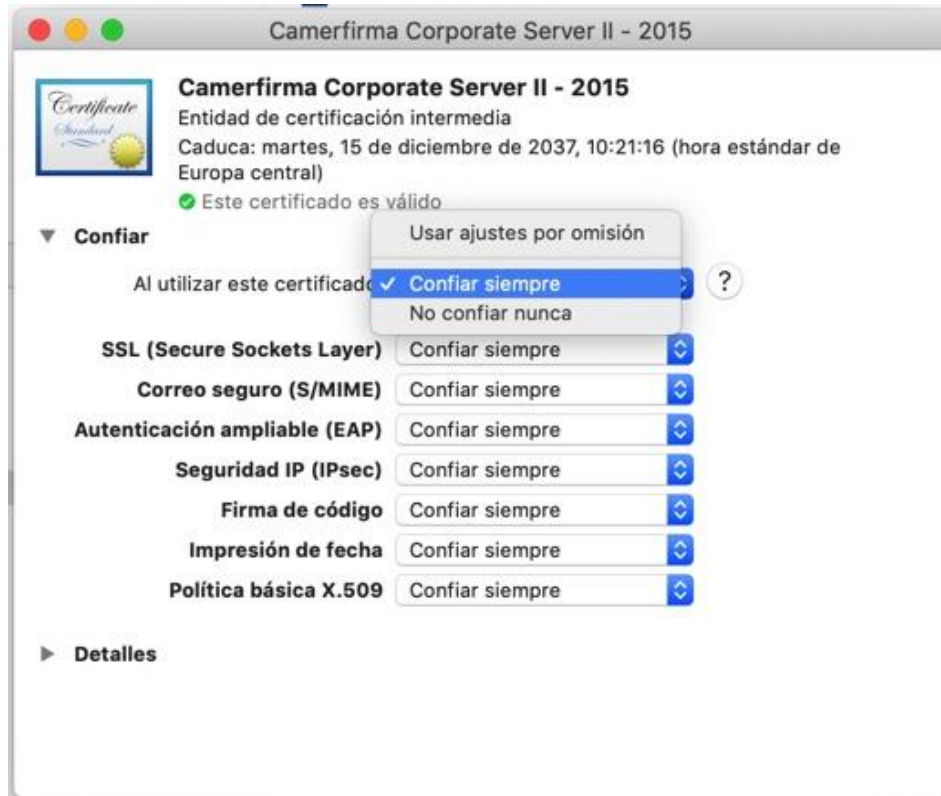 Camerfirma Corporate Server II - 2015
Certificate
Standard
Camerfirma Corporate Server II - 2015
Entidad de certificación intermedia
Caduca: martes, 15 de diciembre de 2037, 10:21:16 (hora estándar de
Europa central)
Este certificado es válido
Confiar
Usar ajustes por omisión
Al utilizar este certificado ✓ Confiar siempre ?
No confiar nunca
SSL (Secure Sockets Layer) Confiar siempre
Correo seguro (S/MIME) Confiar siempre
Autenticación ampliable (EAP) Confiar siempre
Seguridad IP (IPsec) Confiar siempre
Firma de código Confiar siempre
Impresión de fecha Confiar siempre
Política básica X.509 Confiar siempre
Detalles